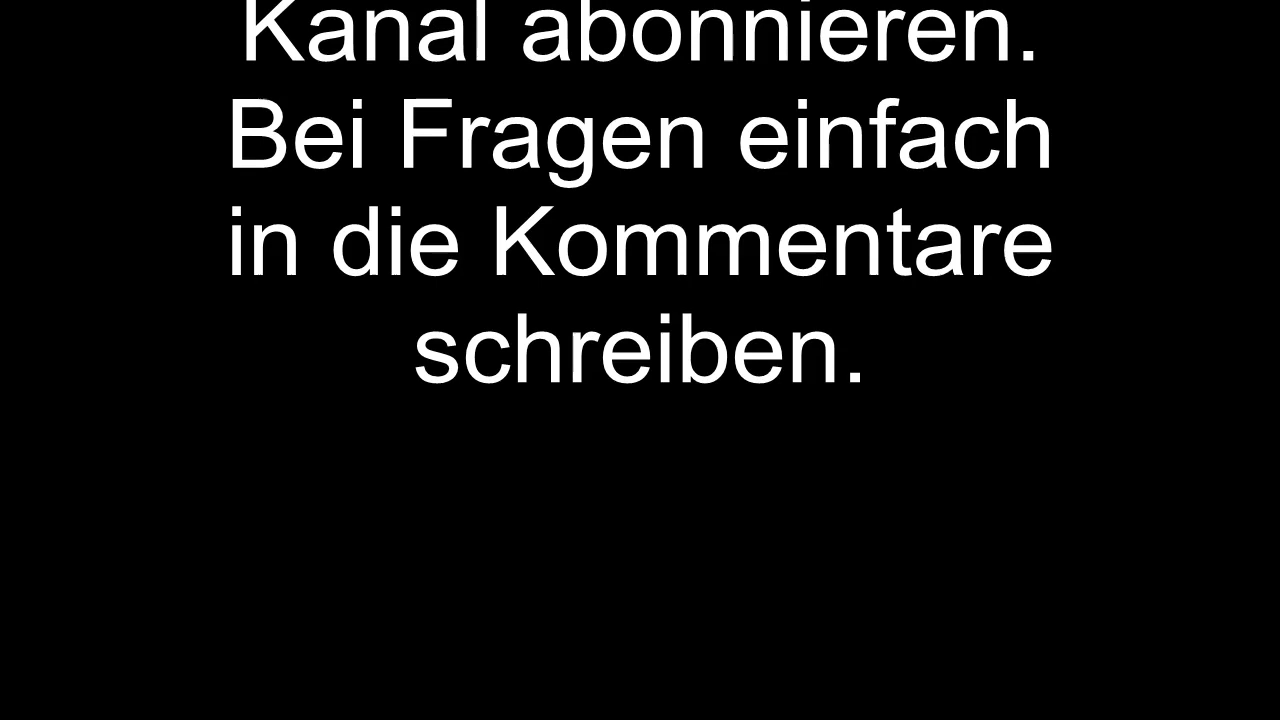 Kanal abonnieren.
Bei Fragen einfach
in die Kommentare
schreiben.